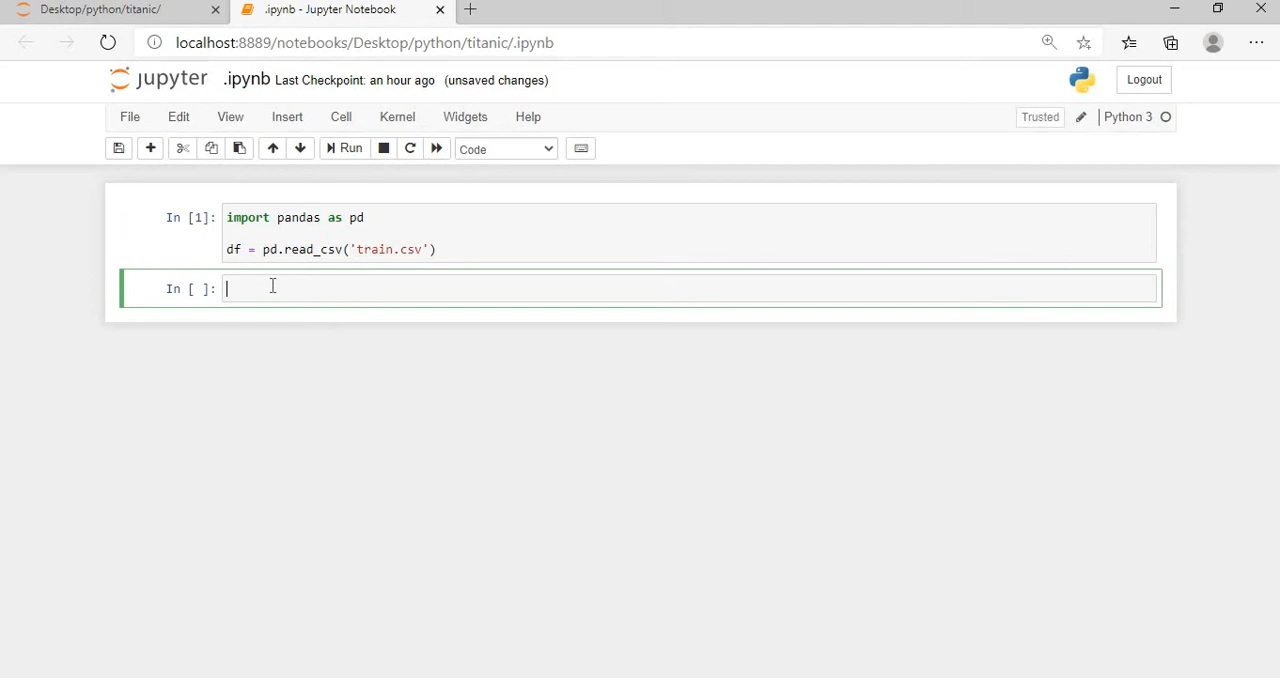 Desktop/python/titanic/
.ipynb - Jupyter Notebook
localhost:8889/notebooks/Desktop/python/titanic/.ipynb
jupyter .ipynb Last Checkpoint: an hour ago (unsaved changes)
Logout
File Edit View Insert Cell Kernel Widgets Help
Trusted
Python 3
Run
Code
In [1]: import pandas as pd
df = pd.read_csv('train.csv')
In [ ]: